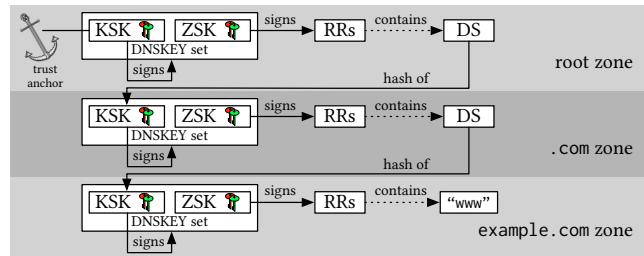 KSK ZSK signs RRs contains DS
DNSKEY set
trust
anchor
signs
hash of
root zone
KSK ZSK signs RRs contains DS
DNSKEY set
signs
hash of
.com zone
KSK ZSK signs RRs contains “www”
DNSKEY set
signs
example.com zone